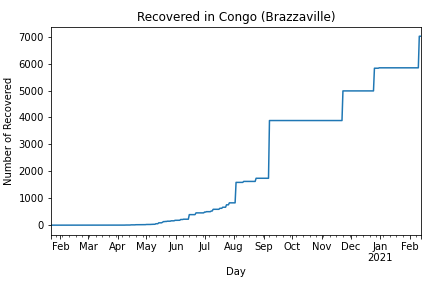 Recovered in Congo (Brazzaville)
7000
6000
5000
4000
3000
2000
1000
0
Number of Recovered
Feb Mar Apr May Jun Jul Aug Sep Oct Nov Dec Jan Feb
2021
Day